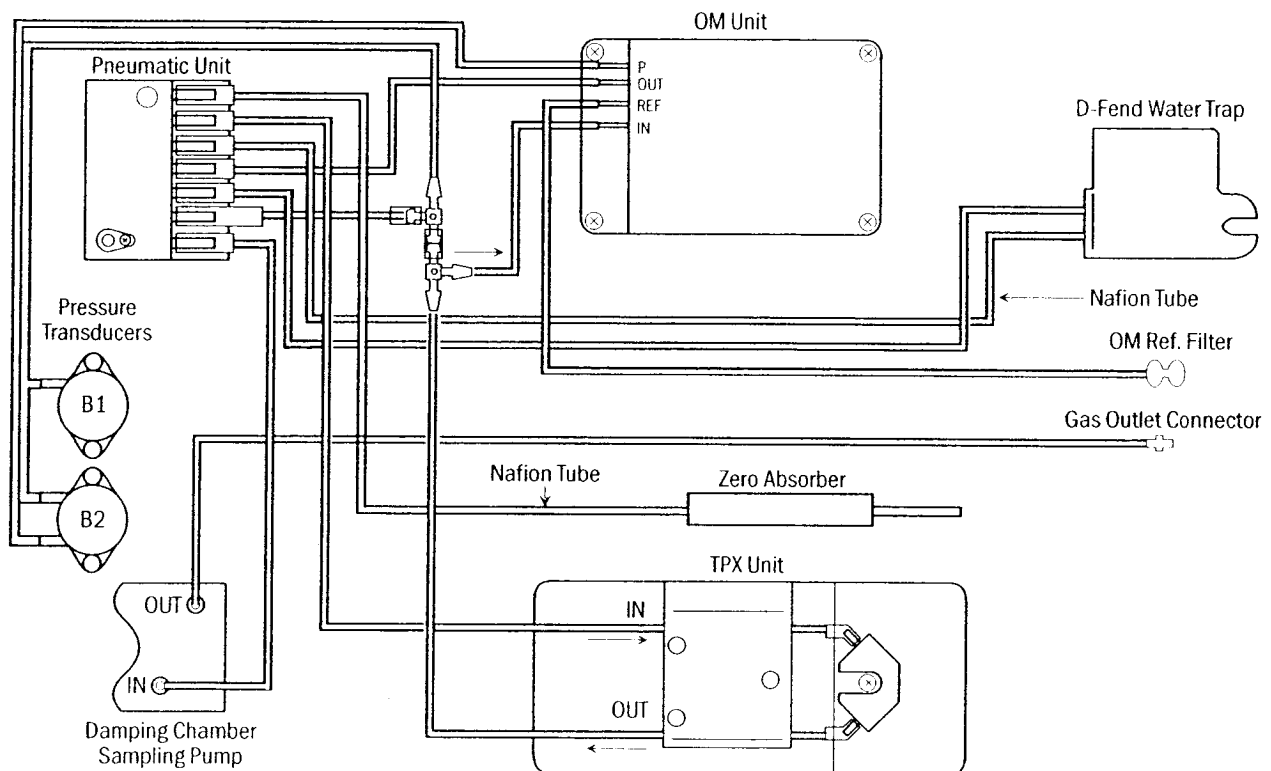 OM Unit
Pneumatic Unit
P
OUT
REF
IN
D-Fend Water Trap
Pressure
Transducers
Nafion Tube
OM Ref. Filter
B1
Gas Outlet Connector
Nafion Tube
Zero Absorber
B2
TPX Unit
OUT
IN
IN
OUT
Damping Chamber
Sampling Pump